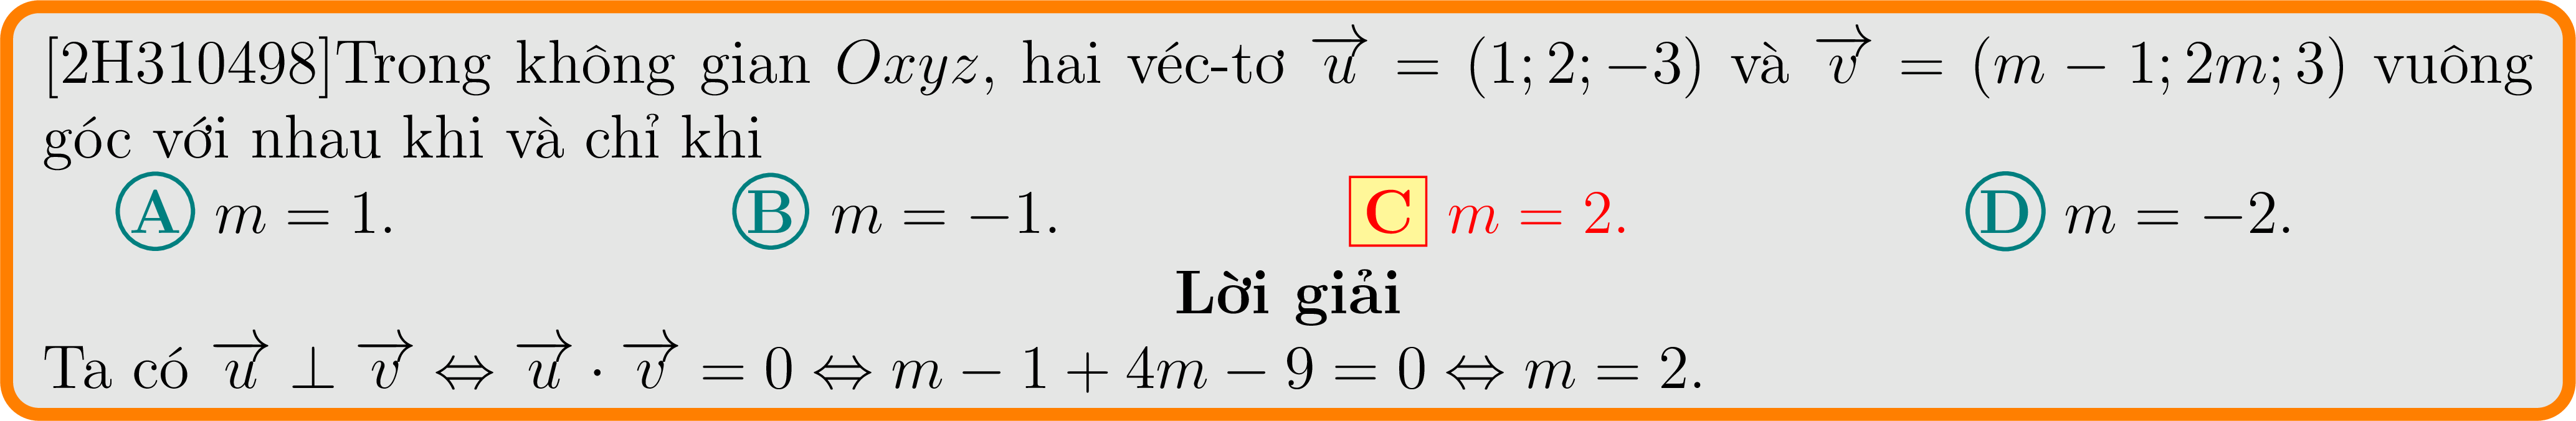 [2H310498]Trong không gian Oxyz, hai véc-tơ $\overrightarrow{u} = (1; 2; -3)$ và $\overrightarrow{v} = (m - 1; 2m; 3)$ vuông
góc với nhau khi và chỉ khi
A m = 1. B m = −1. C m = 2. D m = −2.
Lời giải
Ta có $\overrightarrow{u} \perp \overrightarrow{v} \Leftrightarrow \overrightarrow{u} \cdot \overrightarrow{v} = 0 \Leftrightarrow m - 1 + 4m - 9 = 0 \Leftrightarrow m = 2.$